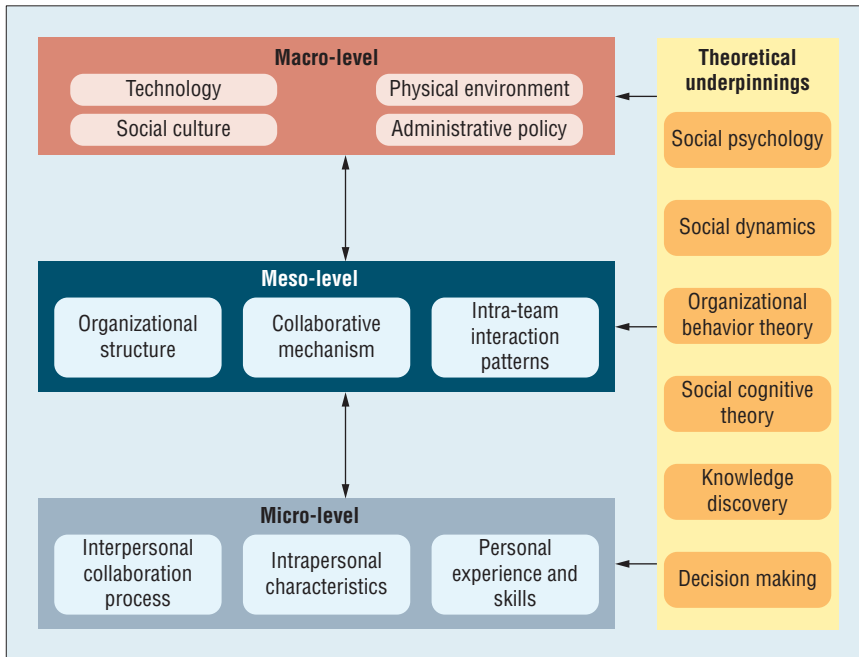 Macro-level
Technology
Physical environment
Social culture
Administrative policy
Meso-level
Organizational
structure
Collaborative
mechanism
Intra-team
interaction
patterns
Micro-level
Interpersonal
collaboration
process
Intrapersonal
characteristics
Personal
experience and
skills
Theoretical
underpinnings
Social psychology
Social dynamics
Organizational
behavior theory
Social cognitive
theory
Knowledge
discovery
Decision making